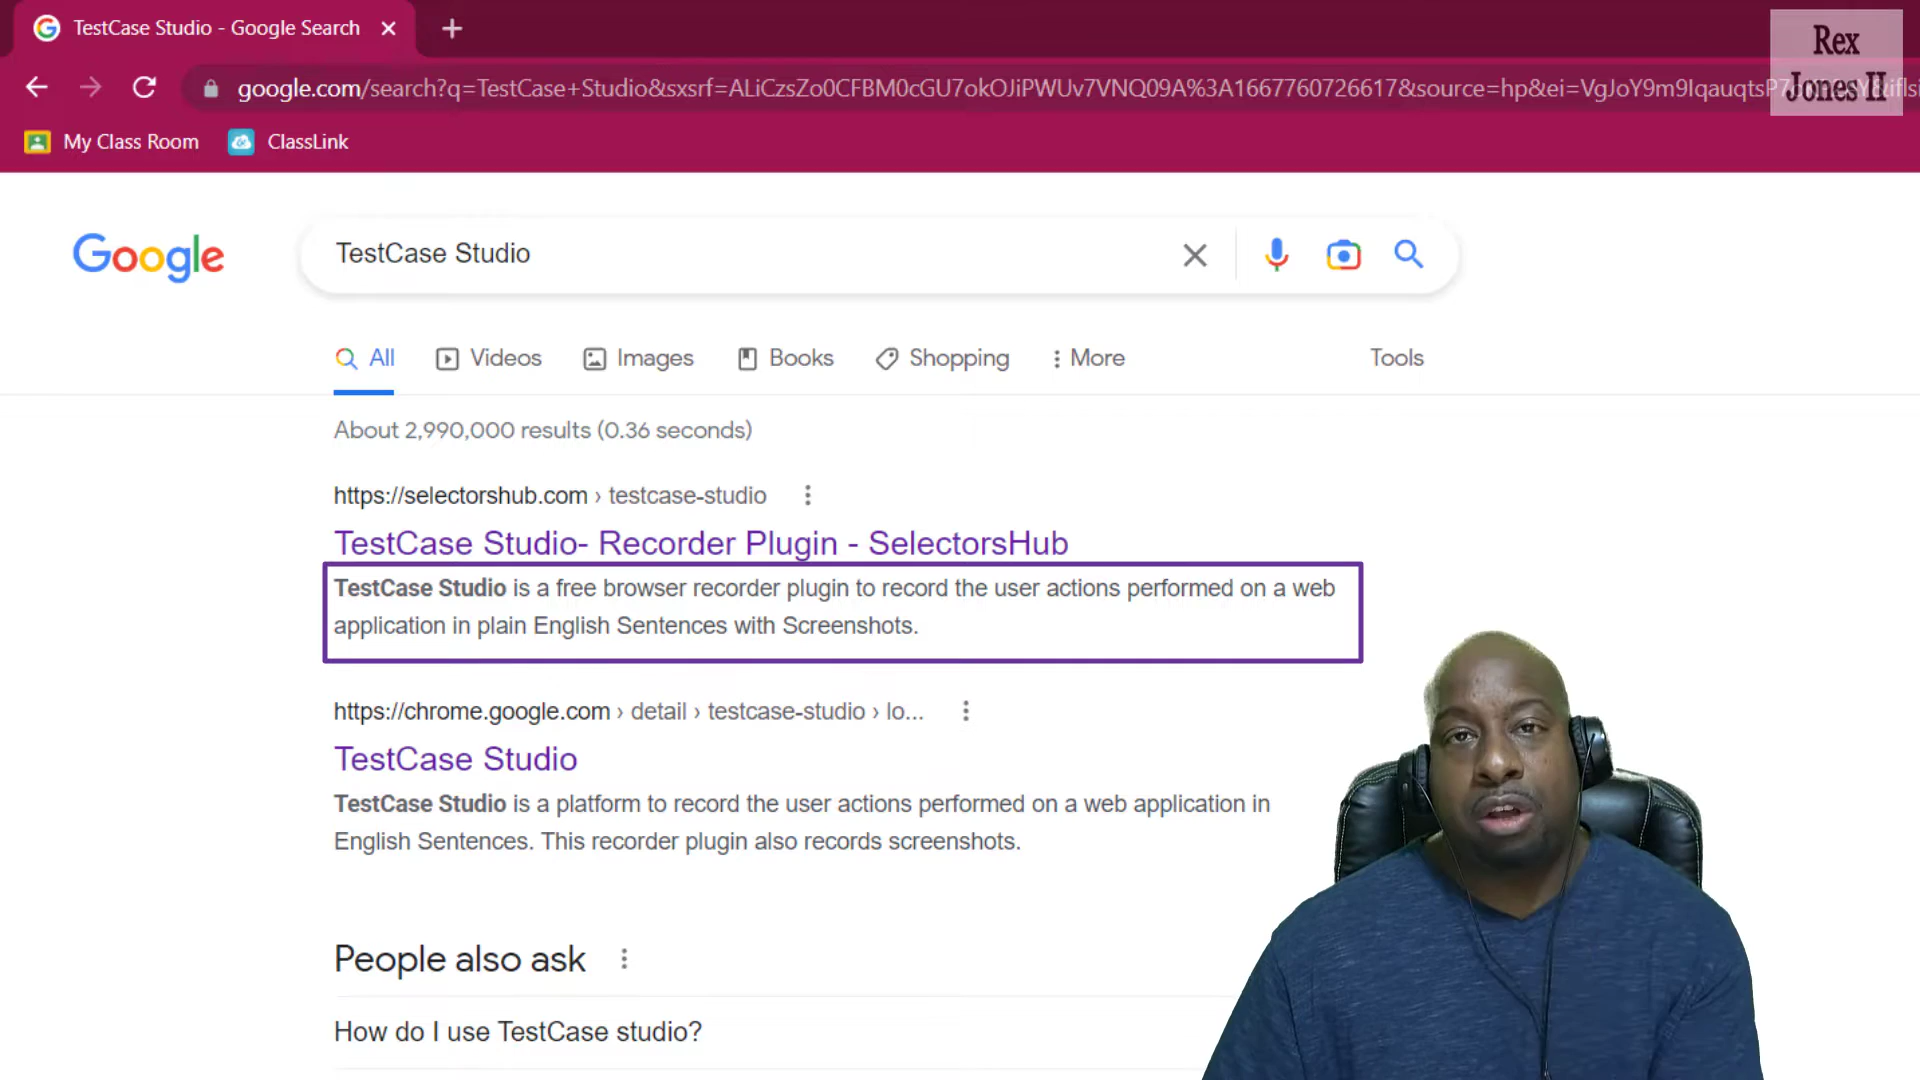 TestCase Studio - Google Search
Rex
Jones II
google.com/search?q=TestCase+Studio&sxsrf=ALiCzsZo0CFBM0cGU7okOJiPWUv7VNQ09A%3A1667760726617&source=hp&ei=VgJoY9m9IqauqtsP7
My Class Room
ClassLink
Google
TestCase Studio
All Videos Images Books Shopping More Tools
About 2,990,000 results (0.36 seconds)
https://selectorshub.com › testcase-studio
TestCase Studio- Recorder Plugin - SelectorsHub
TestCase Studio is a free browser recorder plugin to record the user actions performed on a web
application in plain English Sentences with Screenshots.
https://chrome.google.com › detail › testcase-studio › lo...
TestCase Studio
TestCase Studio is a platform to record the user actions performed on a web application in
English Sentences. This recorder plugin also records screenshots.
People also ask
How do I use TestCase studio?